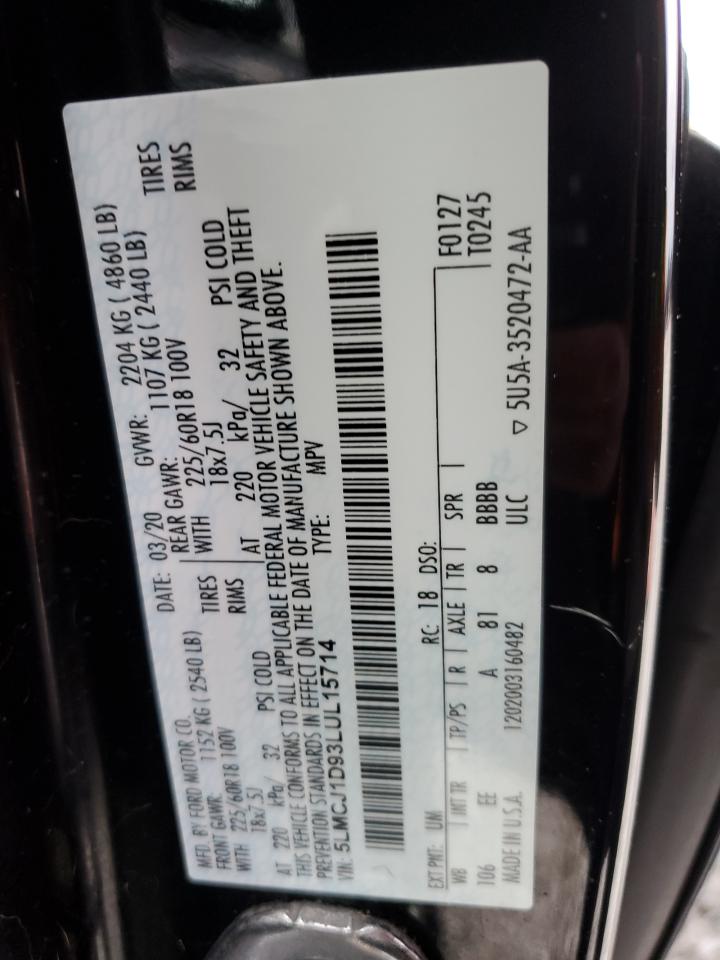 MFD. BY FORD MOTOR CO.
DATE: 03/20 GVWR: 2204 KG ( 4860 LB)
FRONT GAWR: 1152 KG ( 2540 LB)
REAR GAWR: 1107 KG ( 2440 LB)
WITH 225/60R18 100V TIRES
WITH 225/60R18 100V TIRES
18x7.5J RIMS
18x7.5J RIMS
AT 220 kPa/ 32 PSI COLD
AT 220 kPa/ 32 PSI COLD
THIS VEHICLE CONFORMS TO ALL APPLICABLE FEDERAL MOTOR VEHICLE SAFETY AND THEFT
PREVENTION STANDARDS IN EFFECT ON THE DATE OF MANUFACTURE SHOWN ABOVE.
VIN: 5LMCJ1D93LUL15714 TYPE: MPV
EXT PNT: UM RC: 18 DSO: F0127
WB INT TR TP/PS R AXLE TR SPR T0245
106 EE A 81 8 BBBB
MADE IN U.S.A. 1202003160482 ULC ▽ 5U5A-3520472-AA